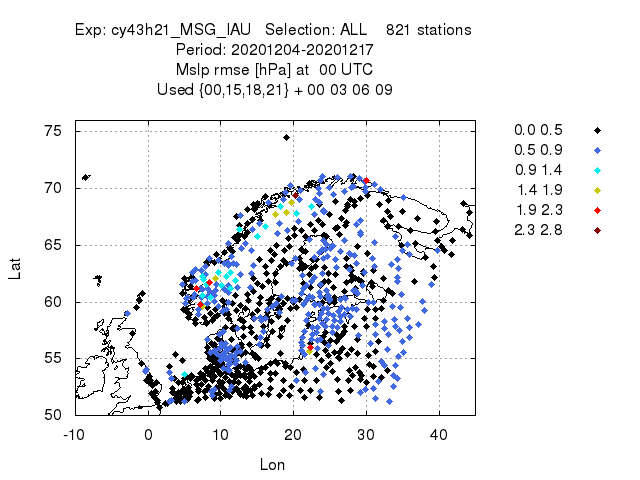 Exp: cy43h21_MSG_IAU   Selection: ALL    821 stations
Period: 20201204-20201217
Mslp rmse [hPa] at  00 UTC
Used {00,15,18,21} + 00 03 06 09
75
70
65
60
55
50
-10 0 10 20 30 40
Lat
Lon
0.0 0.5
0.5 0.9
0.9 1.4
1.4 1.9
1.9 2.3
2.3 2.8